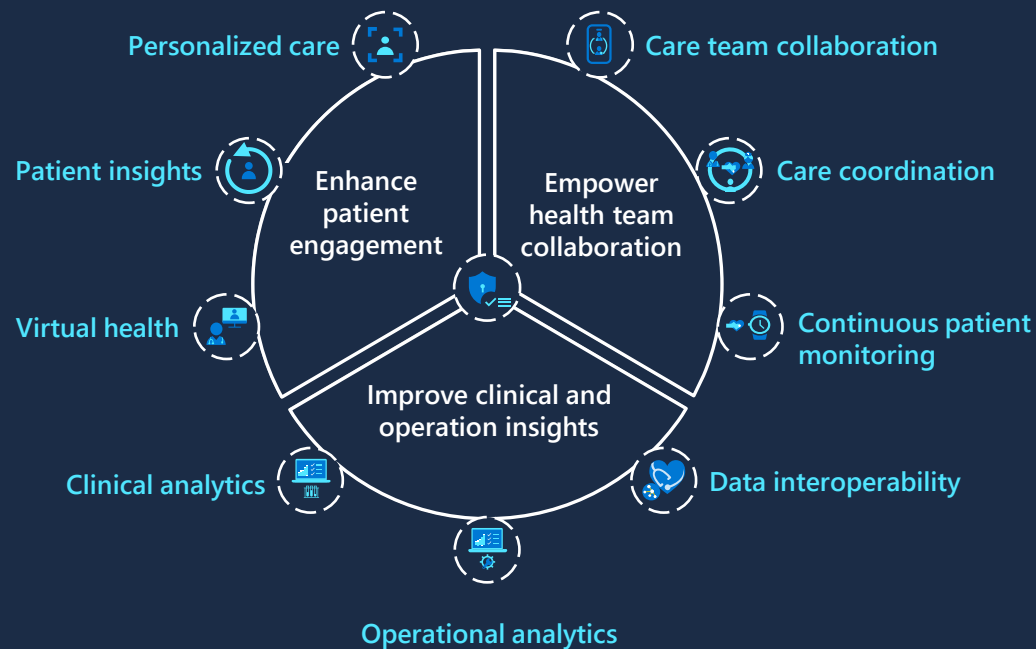 Personalized care
Care team collaboration
Patient insights
Care coordination
Enhance
patient
engagement
Empower
health team
collaboration
Virtual health
Continuous patient
monitoring
Improve clinical and
operation insights
Clinical analytics
Data interoperability
Operational analytics